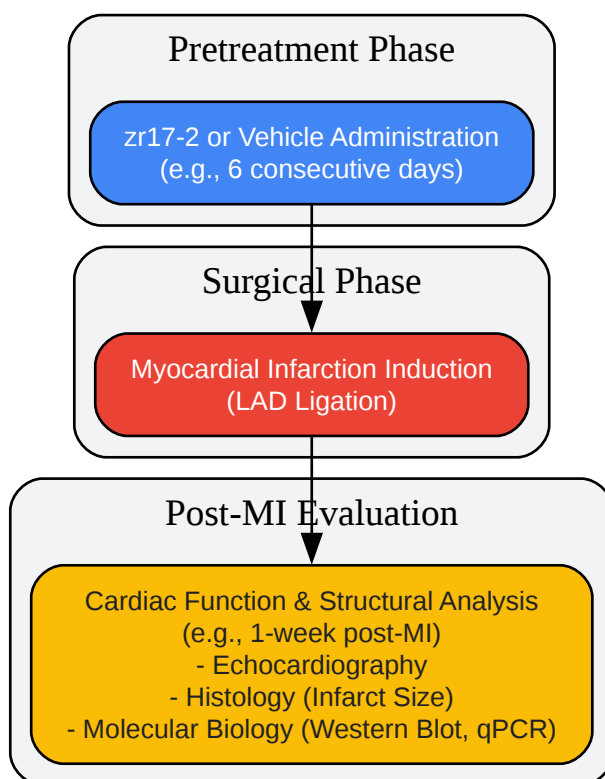 Pretreatment Phase
zr17-2 or Vehicle Administration
(e.g., 6 consecutive days)
Surgical Phase
Myocardial Infarction Induction
(LAD Ligation)
Post-MI Evaluation
Cardiac Function & Structural Analysis
(e.g., 1-week post-MI)
- Echocardiography
- Histology (Infarct Size)
- Molecular Biology (Western Blot, qPCR)